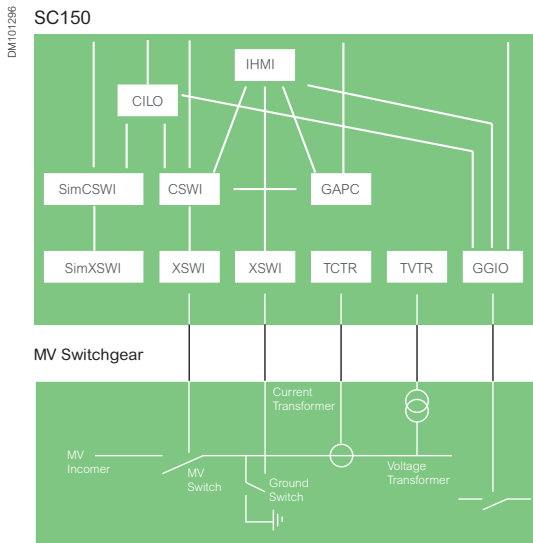 DM101296
SC150
IHMI
CILO
SimCSWI
CSWI
GAPC
SimXSWI
XSWI
XSWI
TCTR
TVTR
GGIO
MV Switchgear
Current
Transformer
MV
Incomer
MV
Switch
Ground
Switch
Voltage
Transformer